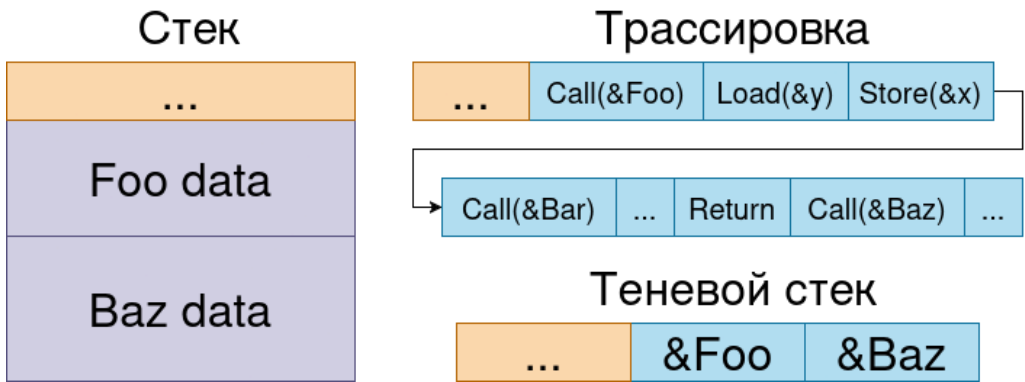 Стек
...
Foo data
Baz data
Трассировка
... Call(&Foo) Load(&y) Store(&x)
Call(&Bar) ... Return Call(&Baz) ...
Теневой стек
... &Foo &Baz